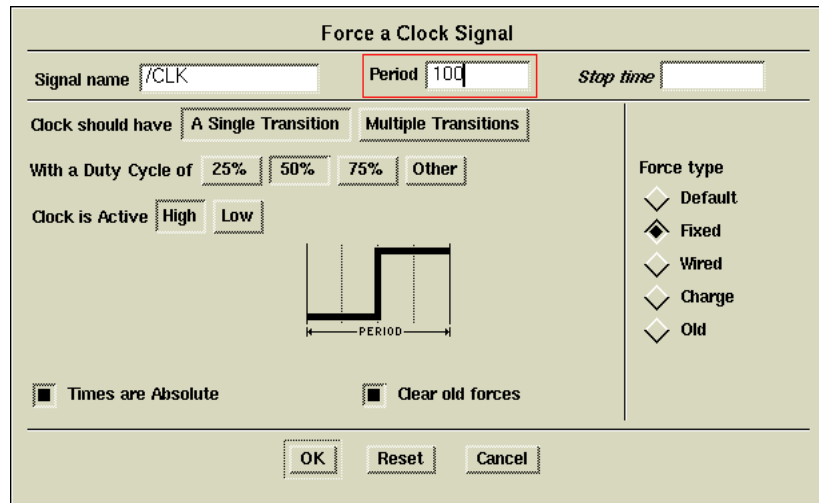 Force a Clock Signal
Signal name /CLK Period 100 Stop time
Clock should have A Single Transition Multiple Transitions
With a Duty Cycle of 25% 50% 75% Other
Force type
Default
Clock is Active High Low
Fixed
Wired
Charge
Old
PERIOD
Times are Absolute Clear old forces
OK Reset Cancel